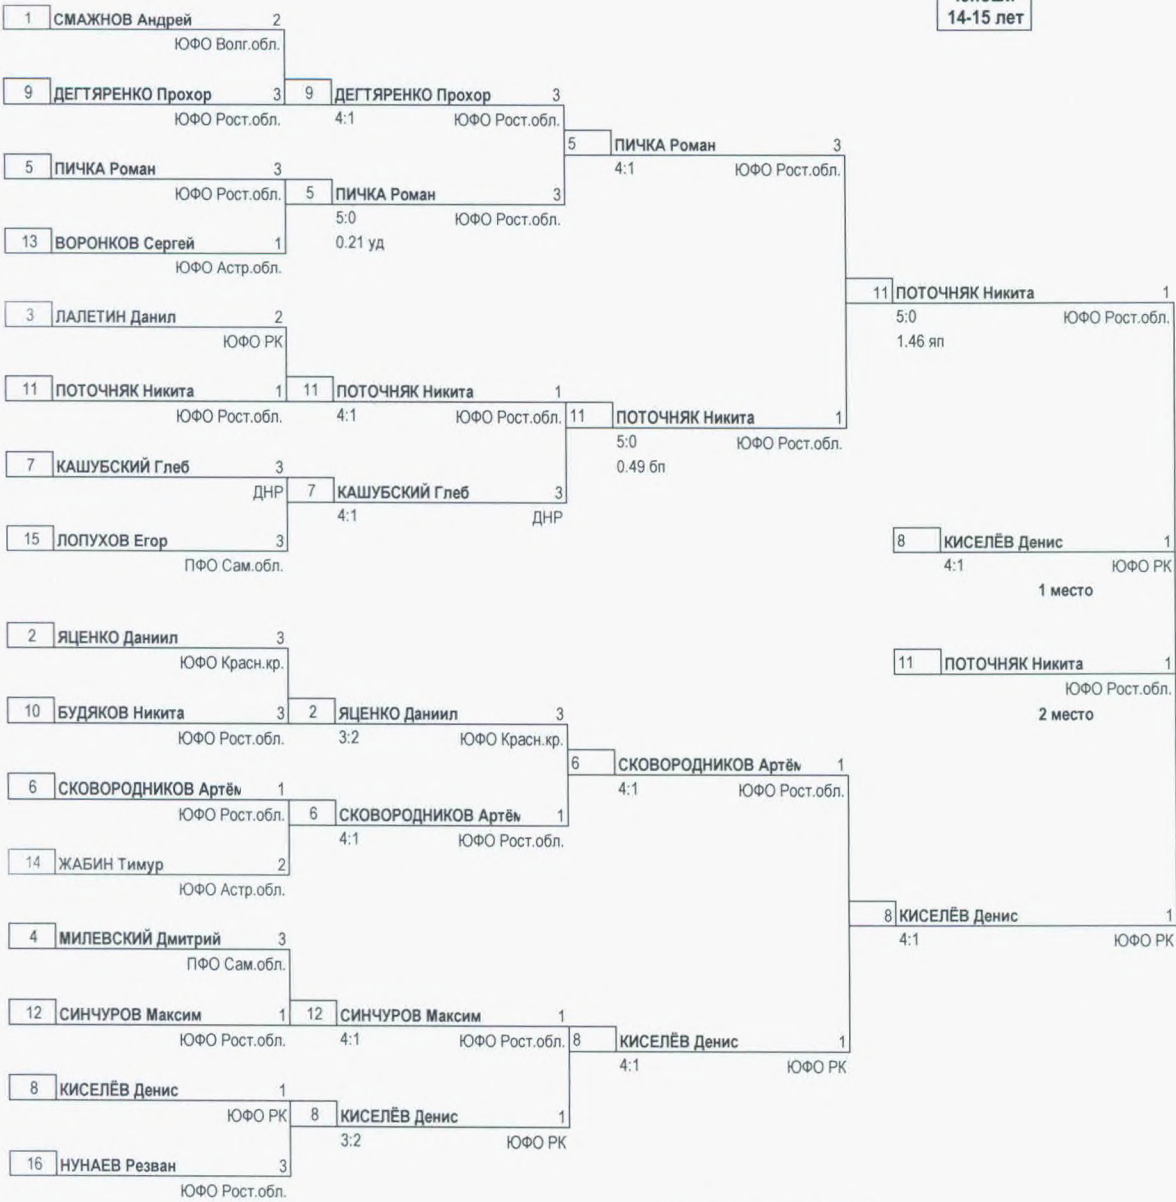 14-15 лет
1 СМАЖНОВ Андрей 2
ЮФО Волг.обл.
9 ДЕГТЯРЕНКО Прохор 3
ЮФО Рост.обл.
9 ДЕГТЯРЕНКО Прохор 3
4:1 ЮФО Рост.обл.
5 ПИЧКА Роман 3
4:1 ЮФО Рост.обл.
5 ПИЧКА Роман 3
ЮФО Рост.обл.
5 ПИЧКА Роман 3
5:0 ЮФО Рост.обл.
0.21 уд
13 ВОРОНКОВ Сергей 1
ЮФО Астр.обл.
11 ПОТОЧНЯК Никита 1
5:0 ЮФО Рост.обл.
1.46 яп
3 ЛАЛЕТИН Данил 2
ЮФО РК
11 ПОТОЧНЯК Никита 1
ЮФО Рост.обл.
11 ПОТОЧНЯК Никита 1
4:1 ЮФО Рост.обл.
11 ПОТОЧНЯК Никита 1
5:0 ЮФО Рост.обл.
0.49 бп
7 КАШУБСКИЙ Глеб 3
ДНР
7 КАШУБСКИЙ Глеб 3
4:1 ДНР
15 ЛОПУХОВ Егор 3
ПФО Сам.обл.
8 КИСЕЛЁВ Денис 1
4:1 ЮФО РК
1 место
11 ПОТОЧНЯК Никита 1
ЮФО Рост.обл.
2 место
2 ЯЦЕНКО Даниил 3
ЮФО Красн.кр.
10 БУДЯКОВ Никита 3
ЮФО Рост.обл.
2 ЯЦЕНКО Даниил 3
3:2 ЮФО Красн.кр.
6 СКОВОРОДНИКОВ Артём 1
4:1 ЮФО Рост.обл.
6 СКОВОРОДНИКОВ Артём 1
ЮФО Рост.обл.
6 СКОВОРОДНИКОВ Артём 1
4:1 ЮФО Рост.обл.
14 ЖАБИН Тимур 2
ЮФО Астр.обл.
8 КИСЕЛЁВ Денис 1
4:1 ЮФО РК
4 МИЛЕВСКИЙ Дмитрий 3
ПФО Сам.обл.
12 СИНЧУРОВ Максим 1
ЮФО Рост.обл.
12 СИНЧУРОВ Максим 1
4:1 ЮФО Рост.обл.
8 КИСЕЛЁВ Денис 1
4:1 ЮФО РК
8 КИСЕЛЁВ Денис 1
ЮФО РК
8 КИСЕЛЁВ Денис 1
3:2 ЮФО РК
16 НУНАЕВ Резван 3
ЮФО Рост.обл.